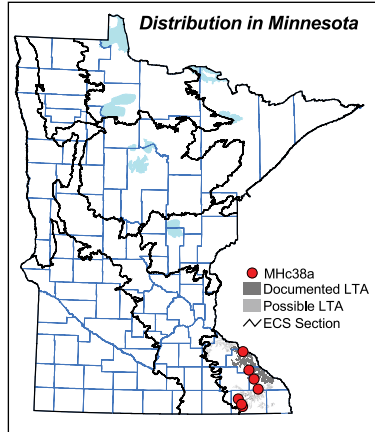 Distribution in Minnesota
MHc38a
Documented LTA
Possible LTA
ECS Section